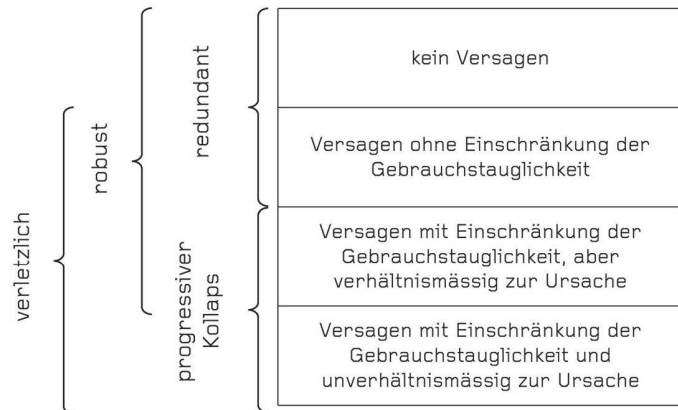 verletzlich
robust
redundant
progressiver
Kollaps
kein Versagen
Versagen ohne Einschränkung der
Gebrauchstauglichkeit
Versagen mit Einschränkung der
Gebrauchstauglichkeit, aber
verhältnismässig zur Ursache
Versagen mit Einschränkung der
Gebrauchstauglichkeit und
unverhältnismässig zur Ursache